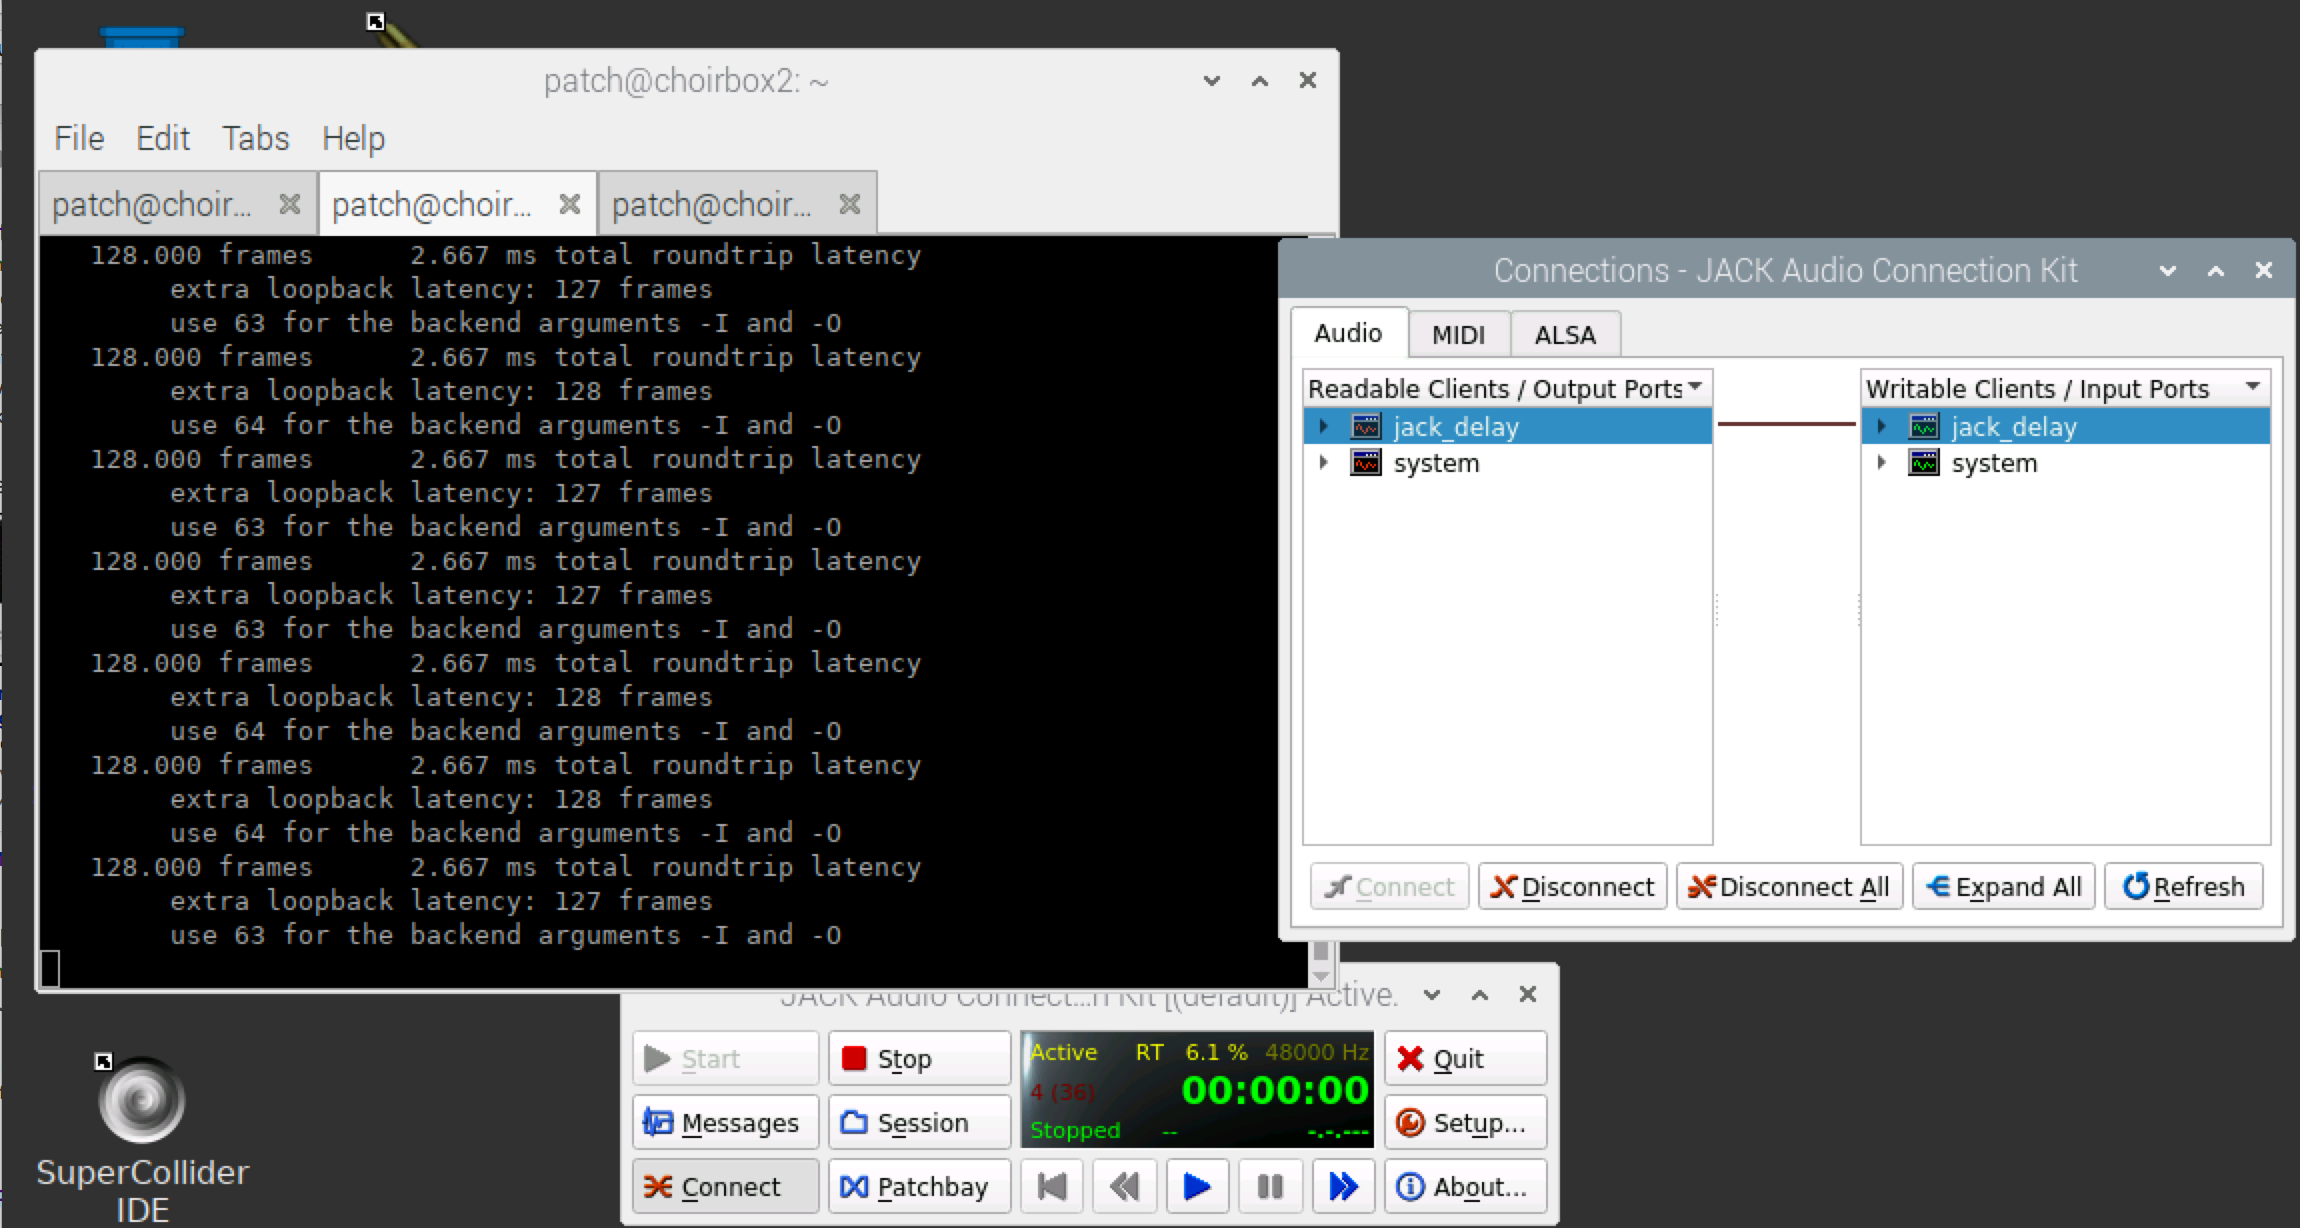 patch@choirbox2: ~
File Edit Tabs Help
patch@choir... patch@choir... patch@choir...
128.000 frames 2.667 ms total roundtrip latency
extra loopback latency: 127 frames
use 63 for the backend arguments -I and -O
128.000 frames 2.667 ms total roundtrip latency
extra loopback latency: 128 frames
use 64 for the backend arguments -I and -O
128.000 frames 2.667 ms total roundtrip latency
extra loopback latency: 127 frames
use 63 for the backend arguments -I and -O
128.000 frames 2.667 ms total roundtrip latency
extra loopback latency: 127 frames
use 63 for the backend arguments -I and -O
128.000 frames 2.667 ms total roundtrip latency
extra loopback latency: 128 frames
use 64 for the backend arguments -I and -O
128.000 frames 2.667 ms total roundtrip latency
extra loopback latency: 128 frames
use 64 for the backend arguments -I and -O
128.000 frames 2.667 ms total roundtrip latency
extra loopback latency: 127 frames
use 63 for the backend arguments -I and -O
Connections - JACK Audio Connection Kit
Audio MIDI ALSA
Readable Clients / Output Ports
jack_delay
system
Writable Clients / Input Ports
jack_delay
system
Connect Disconnect Disconnect All Expand All Refresh
JACK Audio Connect...n Kit [(default)] Active.
Start Stop
Messages Session
Connect Patchbay
Active RT 6.1 % 48000 Hz
4 (36) 00:00:00
Stopped -- -.-.---
Quit
Setup...
About...
SuperCollider
IDE